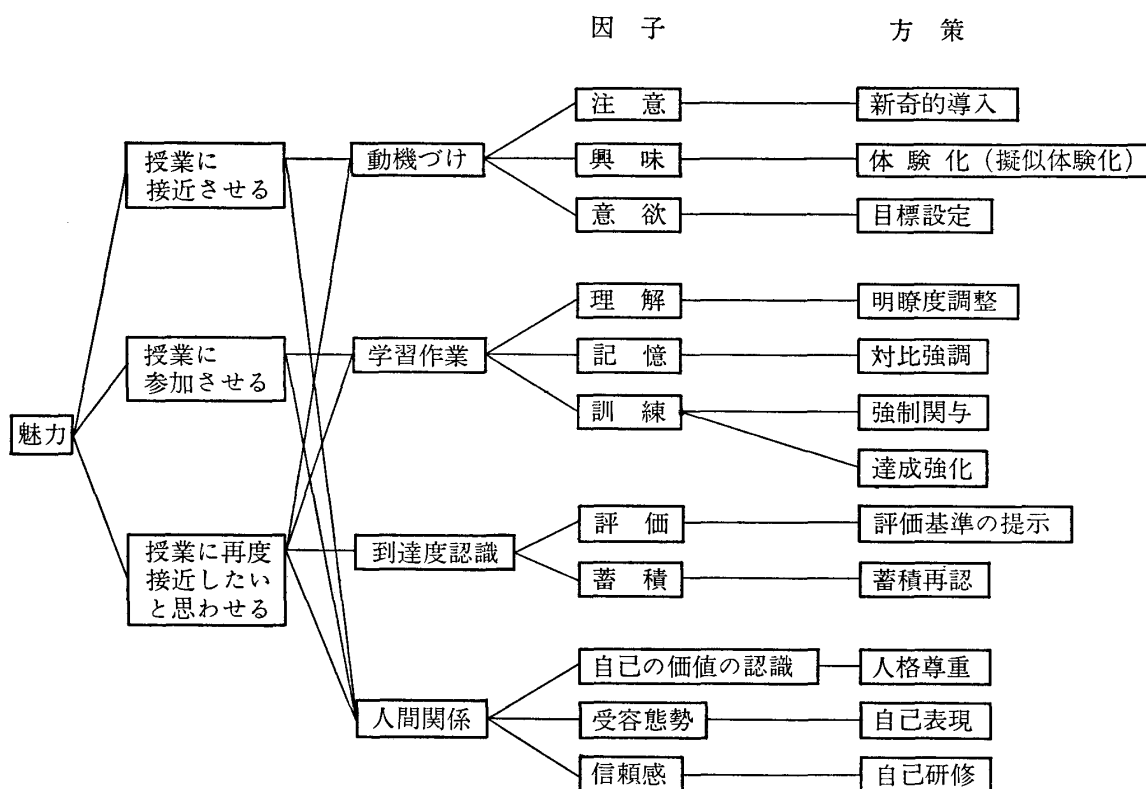 因子
方策
注意
新奇的導入
授業に
接近させる
動機づけ
興味
体験化(擬似体験化)
意欲
目標設定
理解
明瞭度調整
授業に
参加させる
学習作業
記憶
対比強調
訓練
強制関与
魅力
達成強化
授業に再度
接近したい
と思わせる
到達度認識
評価
評価基準の提示
蓄積
蓄積再認
自己の価値の認識
人格尊重
人間関係
受容態勢
自己表現
信頼感
自己研修